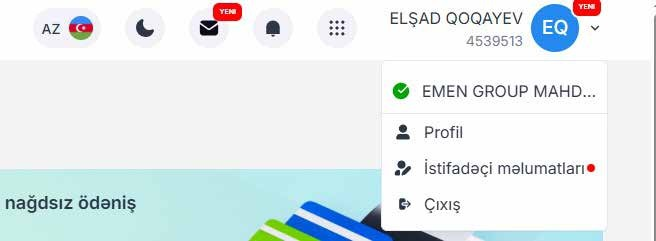 AZ
YENİ
ELŞAD QOQAYEV
4539513
EQ
YENİ
EMEN GROUP MAHD...
Profil
İstifadəçi məlumatları
Çıxış
nağdsız ödəniş